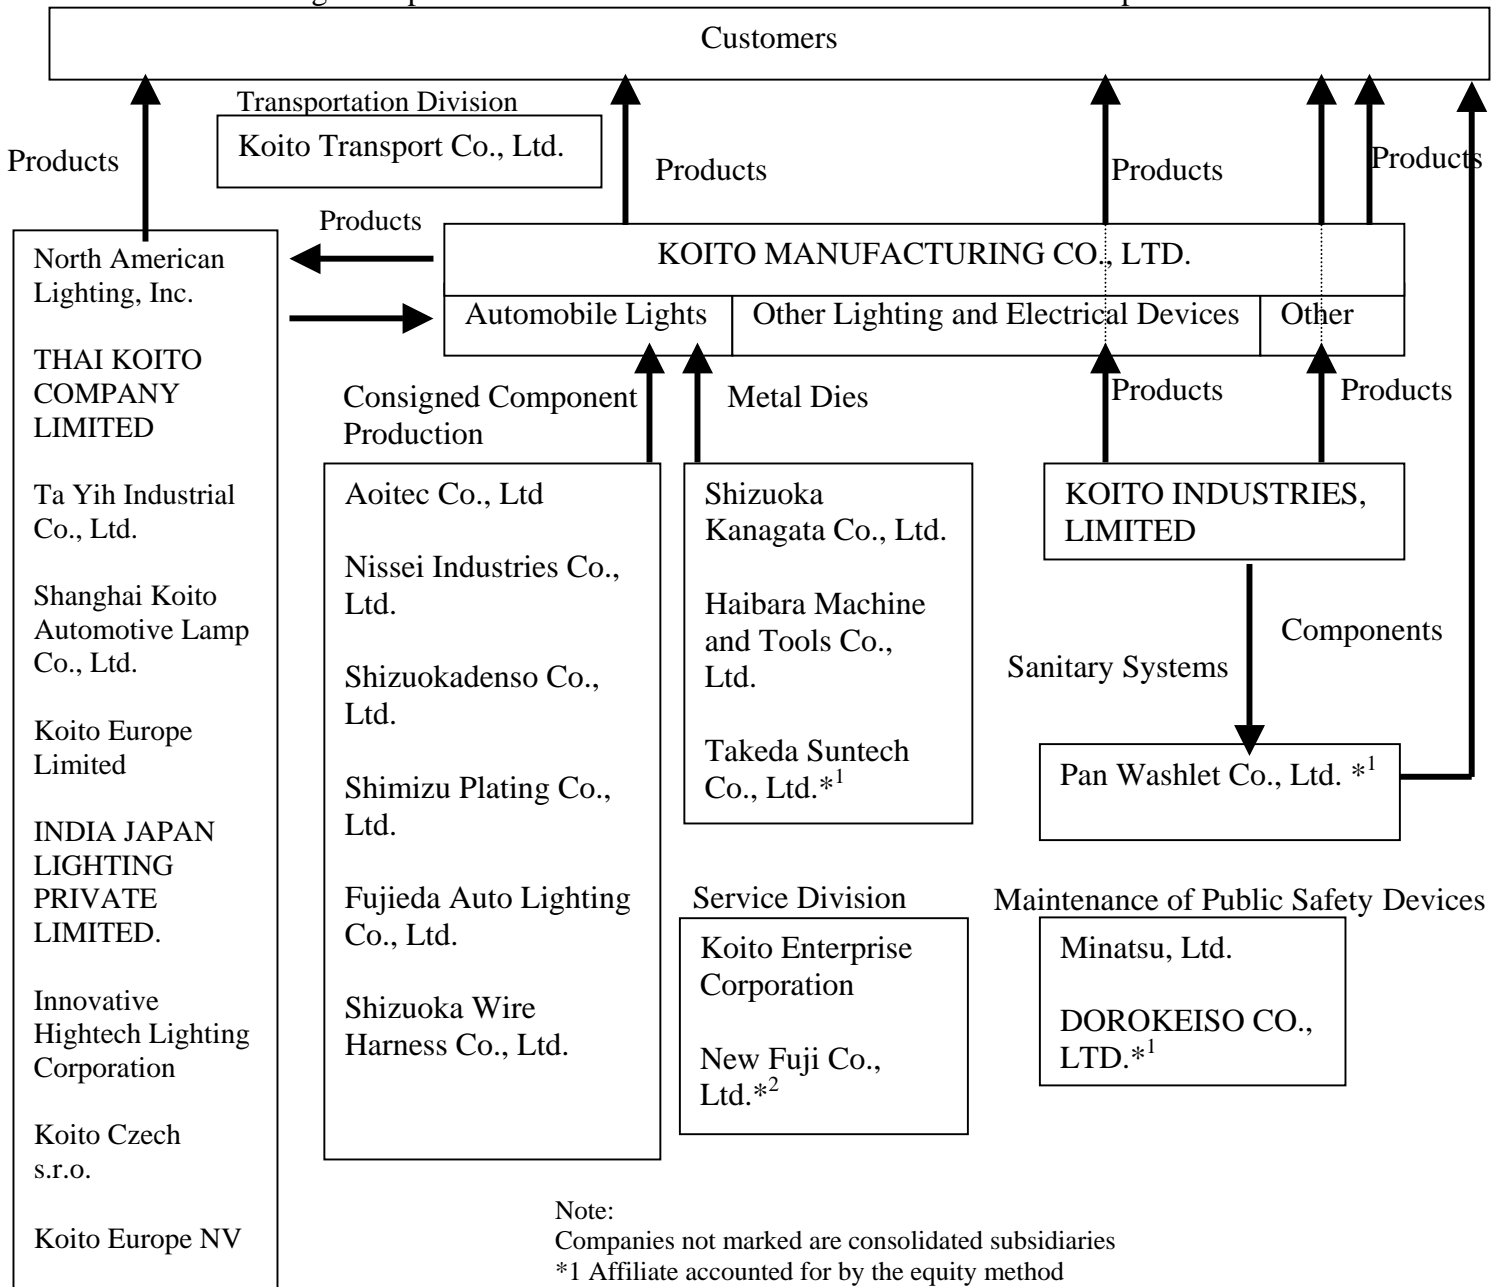 Customers
Transportation Division
Koito Transport Co., Ltd.
Products
Products
Products
Products
Products
KOITO MANUFACTURING CO., LTD.
Automobile Lights
Other Lighting and Electrical Devices
Other
North American
Lighting, Inc.
THAI KOITO
COMPANY
LIMITED
Ta Yih Industrial
Co., Ltd.
Shanghai Koito
Automotive Lamp
Co., Ltd.
Koito Europe
Limited
INDIA JAPAN
LIGHTING
PRIVATE
LIMITED.
Innovative
Hightech Lighting
Corporation
Koito Czech
s.r.o.
Koito Europe NV
Consigned Component
Production
Metal Dies
Products
Products
Aoitec Co., Ltd
Nissei Industries Co.,
Ltd.
Shizuokadenso Co.,
Ltd.
Shimizu Plating Co.,
Ltd.
Fujieda Auto Lighting
Co., Ltd.
Shizuoka Wire
Harness Co., Ltd.
Shizuoka
Kanagata Co., Ltd.
Haibara Machine
and Tools Co.,
Ltd.
Takeda Suntech
Co., Ltd.*1
KOITO INDUSTRIES,
LIMITED
Components
Sanitary Systems
Pan Washlet Co., Ltd. *1
Service Division
Koito Enterprise
Corporation
New Fuji Co.,
Ltd.*2
Maintenance of Public Safety Devices
Minatsu, Ltd.
DOROKEISO CO.,
LTD.*1
Note:
Companies not marked are consolidated subsidiaries
*1 Affiliate accounted for by the equity method